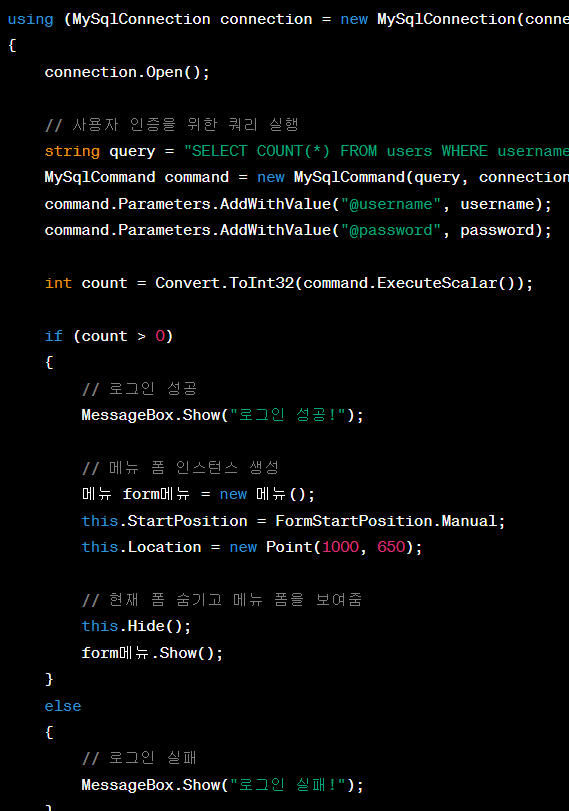 using (MySqlConnection connection = new MySqlConnection(conne
{
connection.Open();
// 사용자 인증을 위한 쿼리 실행
string query = "SELECT COUNT(*) FROM users WHERE username
MySqlCommand command = new MySqlCommand(query, connection
command.Parameters.AddWithValue("@username", username);
command.Parameters.AddWithValue("@password", password);
int count = Convert.ToInt32(command.ExecuteScalar());
if (count > 0)
{
// 로그인 성공
MessageBox.Show("로그인 성공!");
// 메뉴 폼 인스턴스 생성
메뉴 form메뉴 = new 메뉴();
this.StartPosition = FormStartPosition.Manual;
this.Location = new Point(1000, 650);
// 현재 폼 숨기고 메뉴 폼을 보여줌
this.Hide();
form메뉴.Show();
}
else
{
// 로그인 실패
MessageBox.Show("로그인 실패!");
}